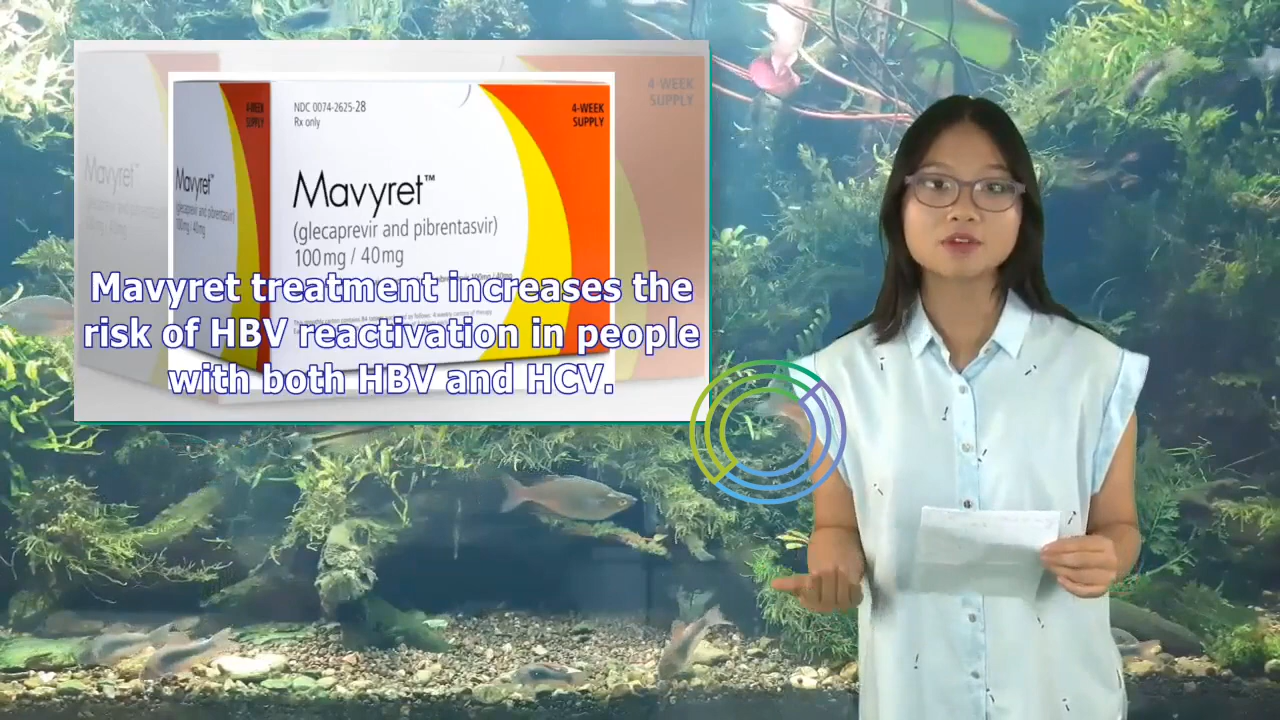 4-WEEK
SUPPLY
NDC 0074-2625-28
Rx only
4-WEEK
SUPPLY
4-WEEK
SUPPLY
Mavyret
Mavyret™
Mavyret™
(glecaprevir and pibrentasvir)
(glecaprevir and pibrentasvir)
100mg / 40mg
100mg / 40mg
Mavyret treatment increases the
risk of HBV reactivation in people
with both HBV and HCV.